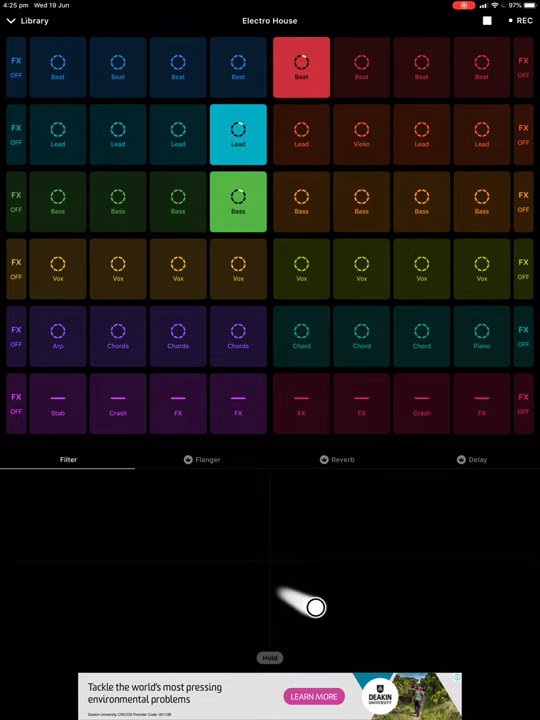 4:25 pm Wed 19 Jun 97%
Library Electro House REC
FX Beat Beat Beat Beat Beat Beat Beat Beat FX
OFF OFF
FX Lead Lead Lead Lead Lead Violin Lead Lead FX
OFF OFF
FX Bass Bass Bass Bass Bass Bass Bass Bass FX
OFF OFF
FX Vox Vox Vox Vox Vox Vox Vox Vox FX
OFF OFF
FX Arp Chords Chords Chords Chord Chord Chord Piano FX
OFF OFF
FX Stab Crash FX FX FX FX Crash FX FX
OFF OFF
Filter Flanger Reverb Delay
Hold
Tackle the world's most pressing
environmental problems
LEARN MORE
DEAKIN
UNIVERSITY